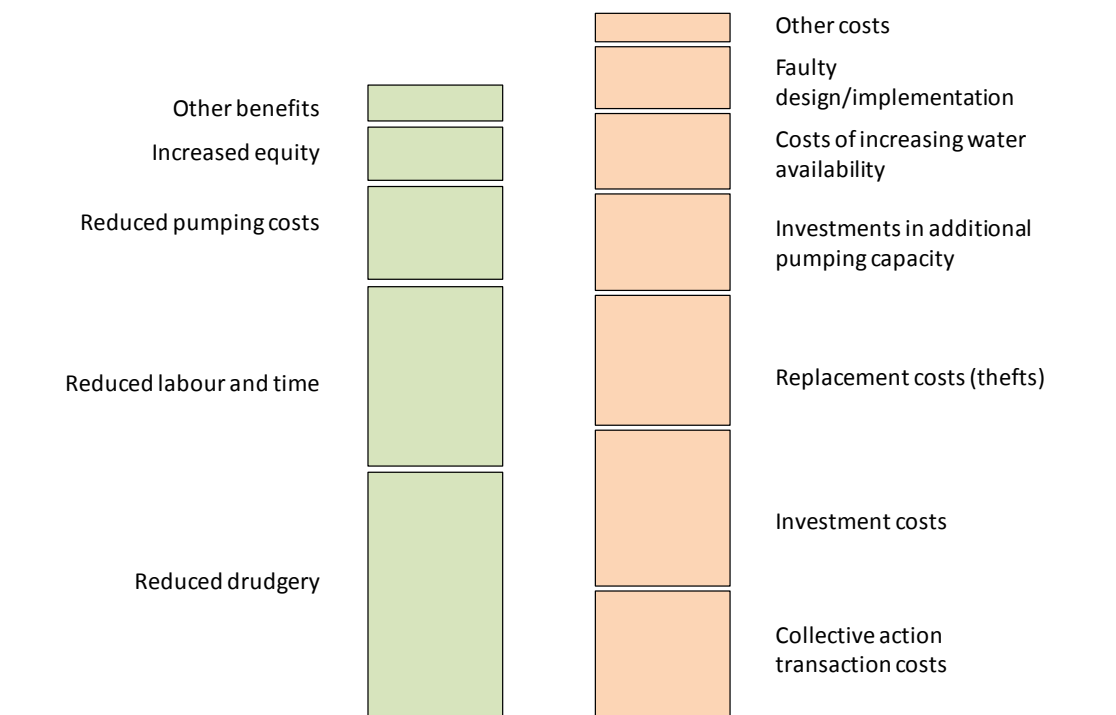 Other benefits
Increased equity
Reduced pumping costs
Reduced labour and time
Reduced drudgery
Other costs
Faulty
design/implementation
Costs of increasing water
availability
Investments in additional
pumping capacity
Replacement costs (thefts)
Investment costs
Collective action
transaction costs